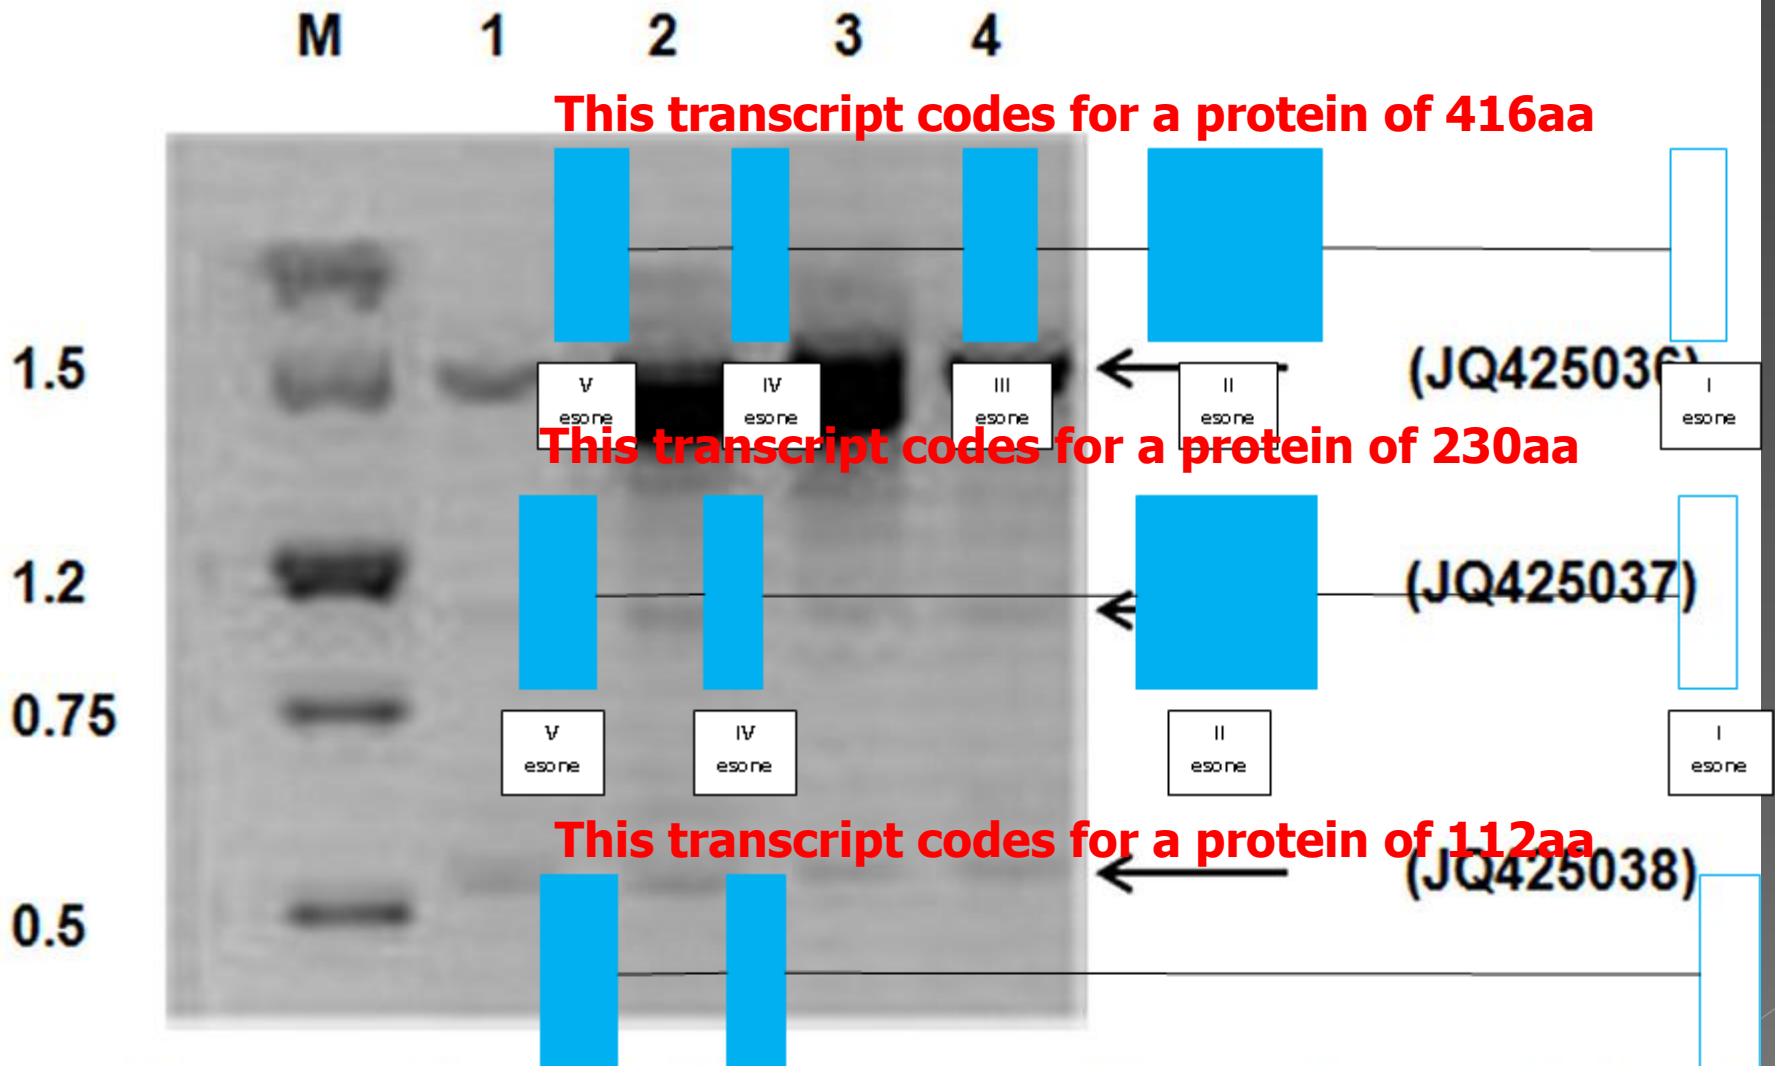 M 1 2 3 4
This transcript codes for a protein of 416aa
1.5
(JQ425036)
V
esone
IV
esone
III
esone
II
esone
I
esone
This transcript codes for a protein of 230aa
1.2
(JQ425037)
0.75
V
esone
IV
esone
II
esone
I
esone
This transcript codes for a protein of 112aa
(JQ425038)
0.5